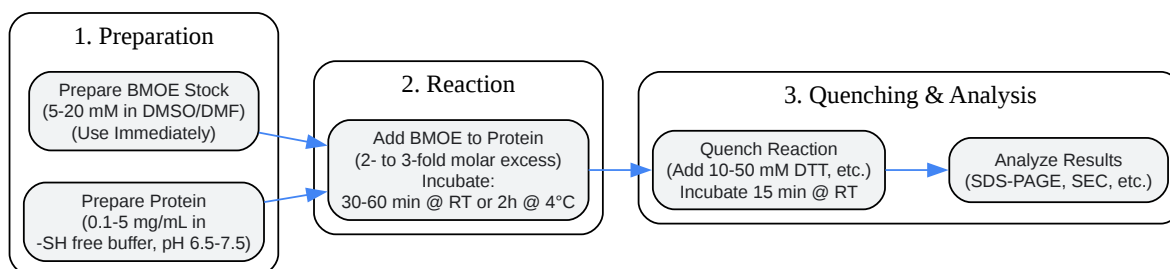 1. Preparation
Prepare BMOE Stock
(5-20 mM in DMSO/DMF)
(Use Immediately)
Prepare Protein
(0.1-5 mg/mL in
-SH free buffer, pH 6.5-7.5)
2. Reaction
Add BMOE to Protein
(2- to 3-fold molar excess)
Incubate:
30-60 min @ RT or 2h @ 4°C
3. Quenching & Analysis
Quench Reaction
(Add 10-50 mM DTT, etc.)
Incubate 15 min @ RT
Analyze Results
(SDS-PAGE, SEC, etc.)